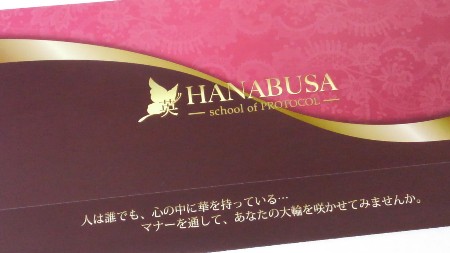 英 HANABUSA
school of PROTOCOL
人は誰でも、心の中に華を持っている…
マナーを通して、あなたの大輪を咲かせてみませんか。